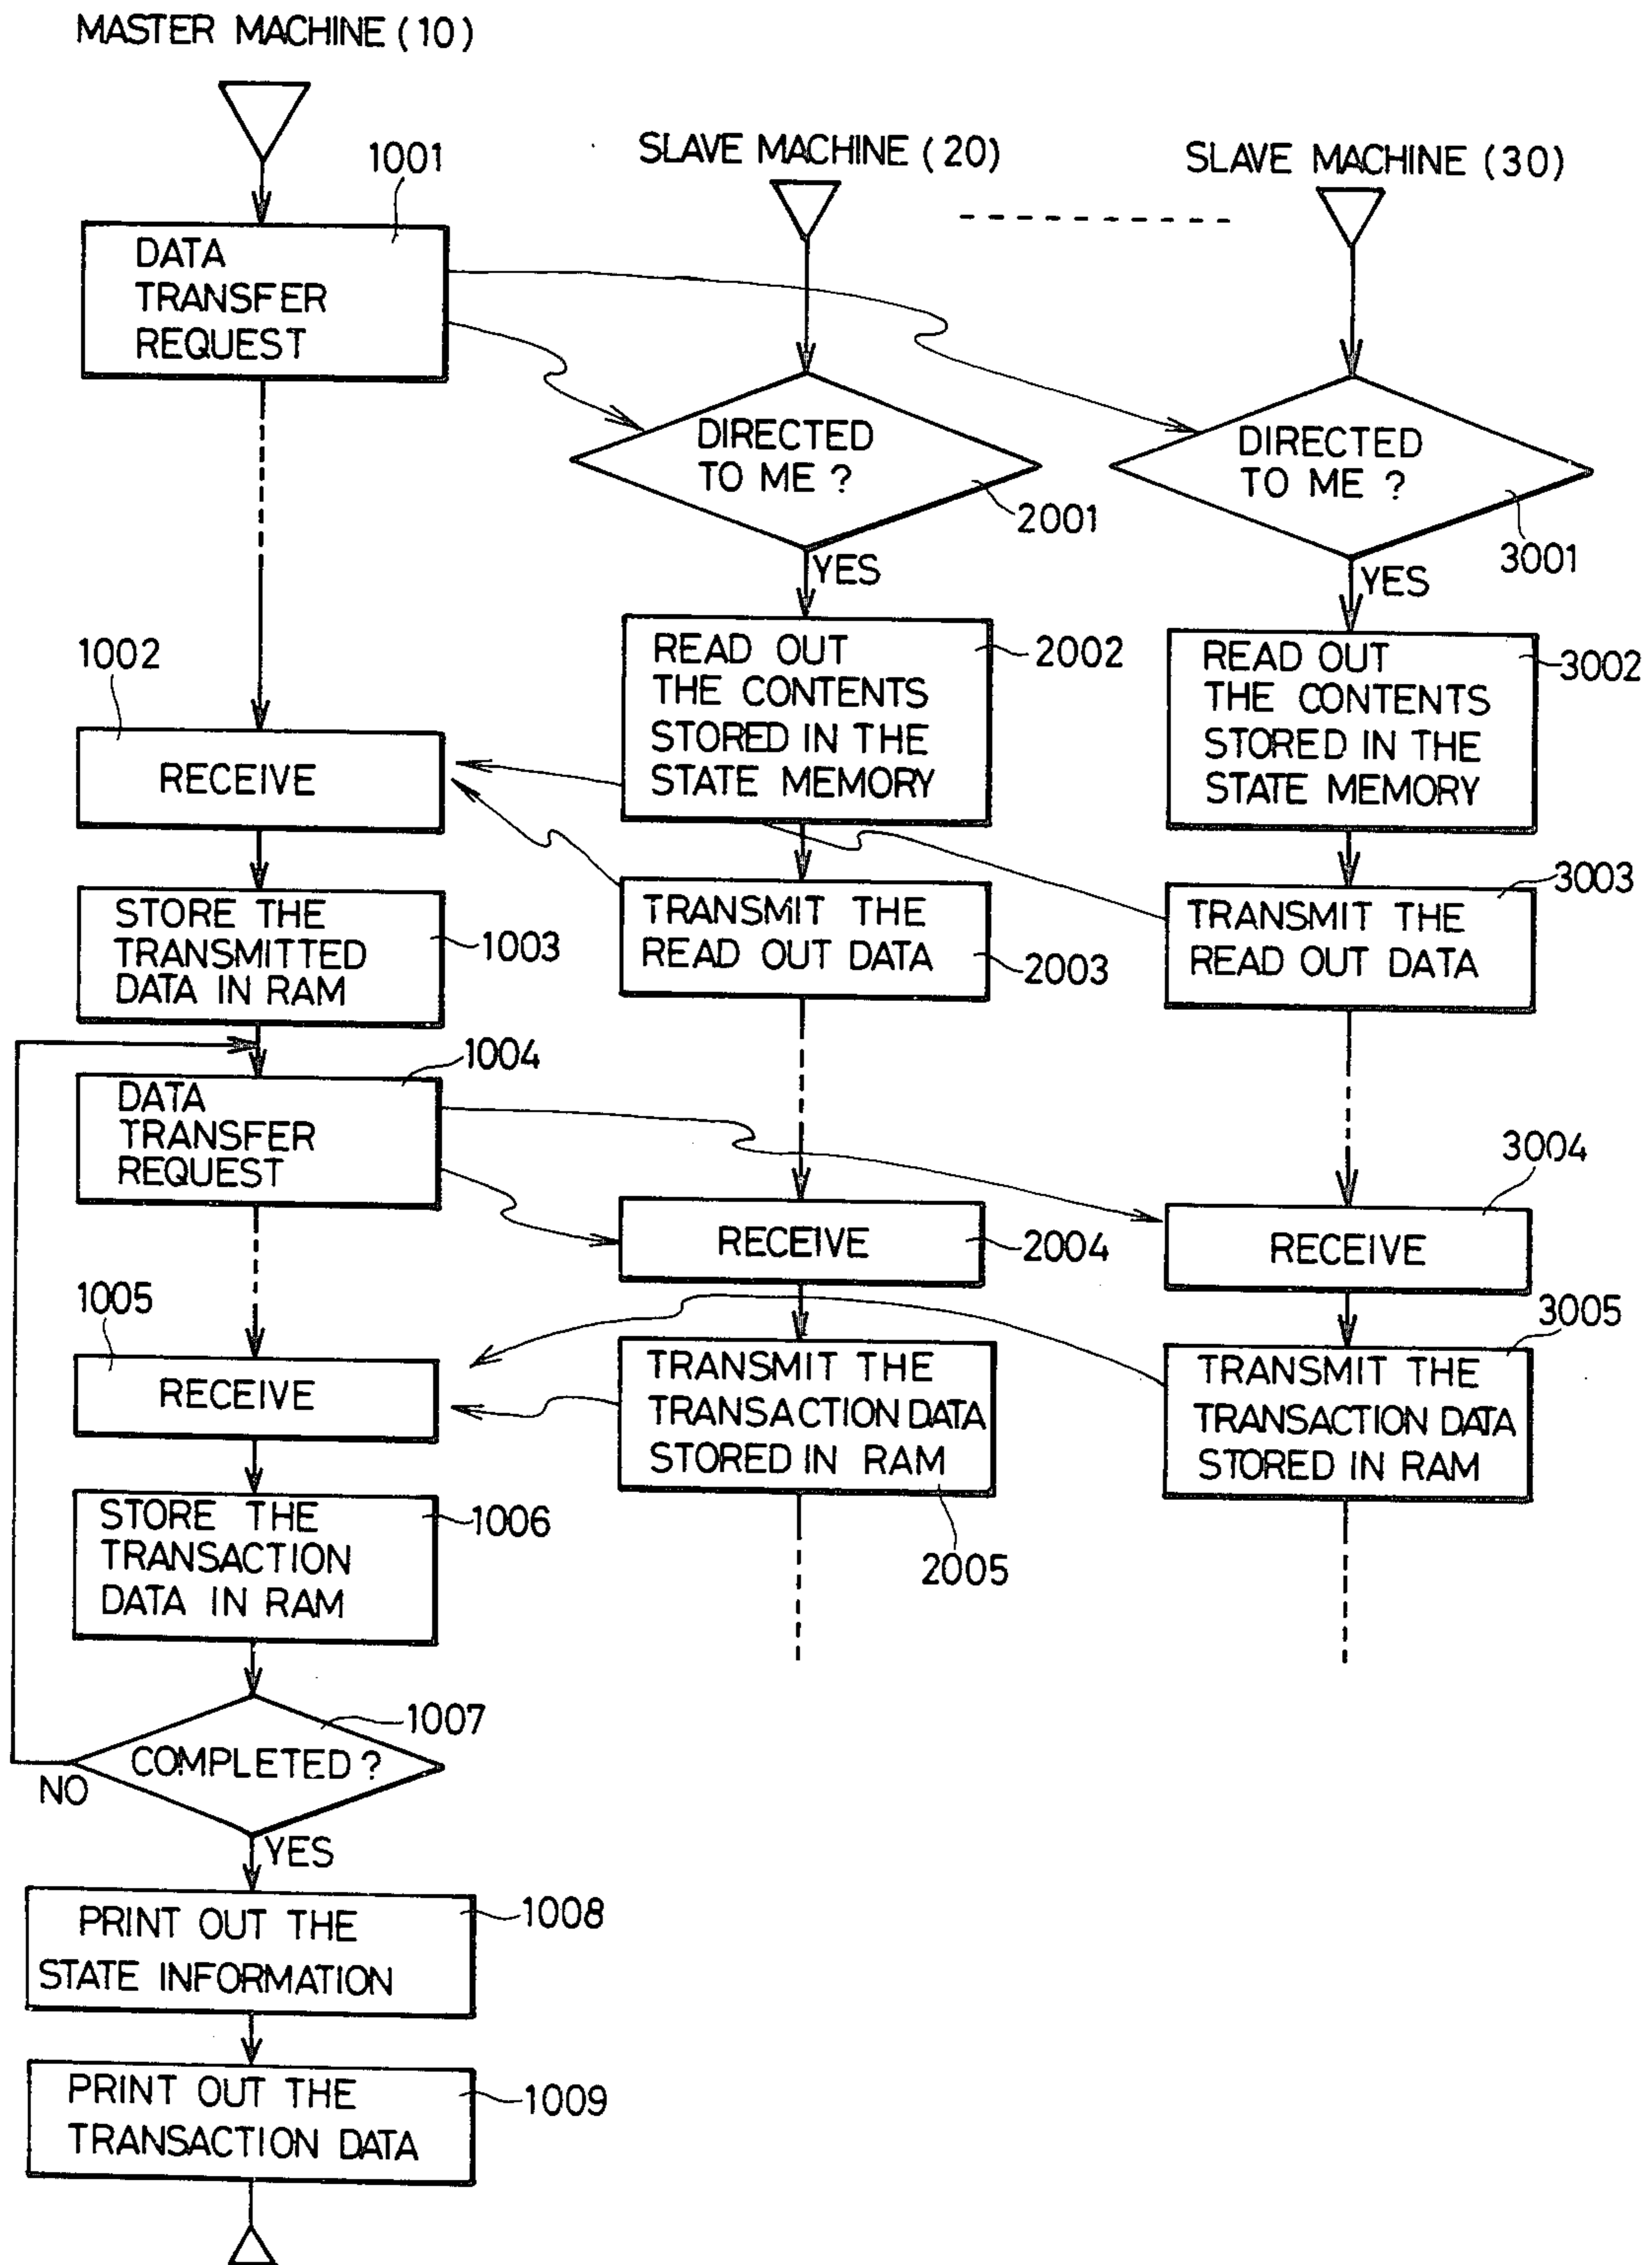 MASTER MACHINE (10)
1001
DATA
TRANSFER
REQUEST
1002
RECEIVE
STORE THE
TRANSMITTED
DATA IN RAM
1003
1004
DATA
TRANSFER
REQUEST
1005
RECEIVE
STORE THE
TRANSACTION
DATA IN RAM
1006
1007
COMPLETED ?
NO
YES
PRINT OUT THE
STATE INFORMATION
1008
PRINT OUT THE
TRANSACTION DATA
1009
SLAVE MACHINE (20)
DIRECTED
TO ME ?
2001
YES
READ OUT
THE CONTENTS
STORED IN THE
STATE MEMORY
2002
TRANSMIT THE
READ OUT DATA
2003
RECEIVE
2004
TRANSMIT THE
TRANSACTION DATA
STORED IN RAM
2005
SLAVE MACHINE (30)
DIRECTED
TO ME ?
3001
YES
READ OUT
THE CONTENTS
STORED IN THE
STATE MEMORY
3002
3003
TRANSMIT THE
READ OUT DATA
3004
RECEIVE
3005
TRANSMIT THE
TRANSACTION DATA
STORED IN RAM